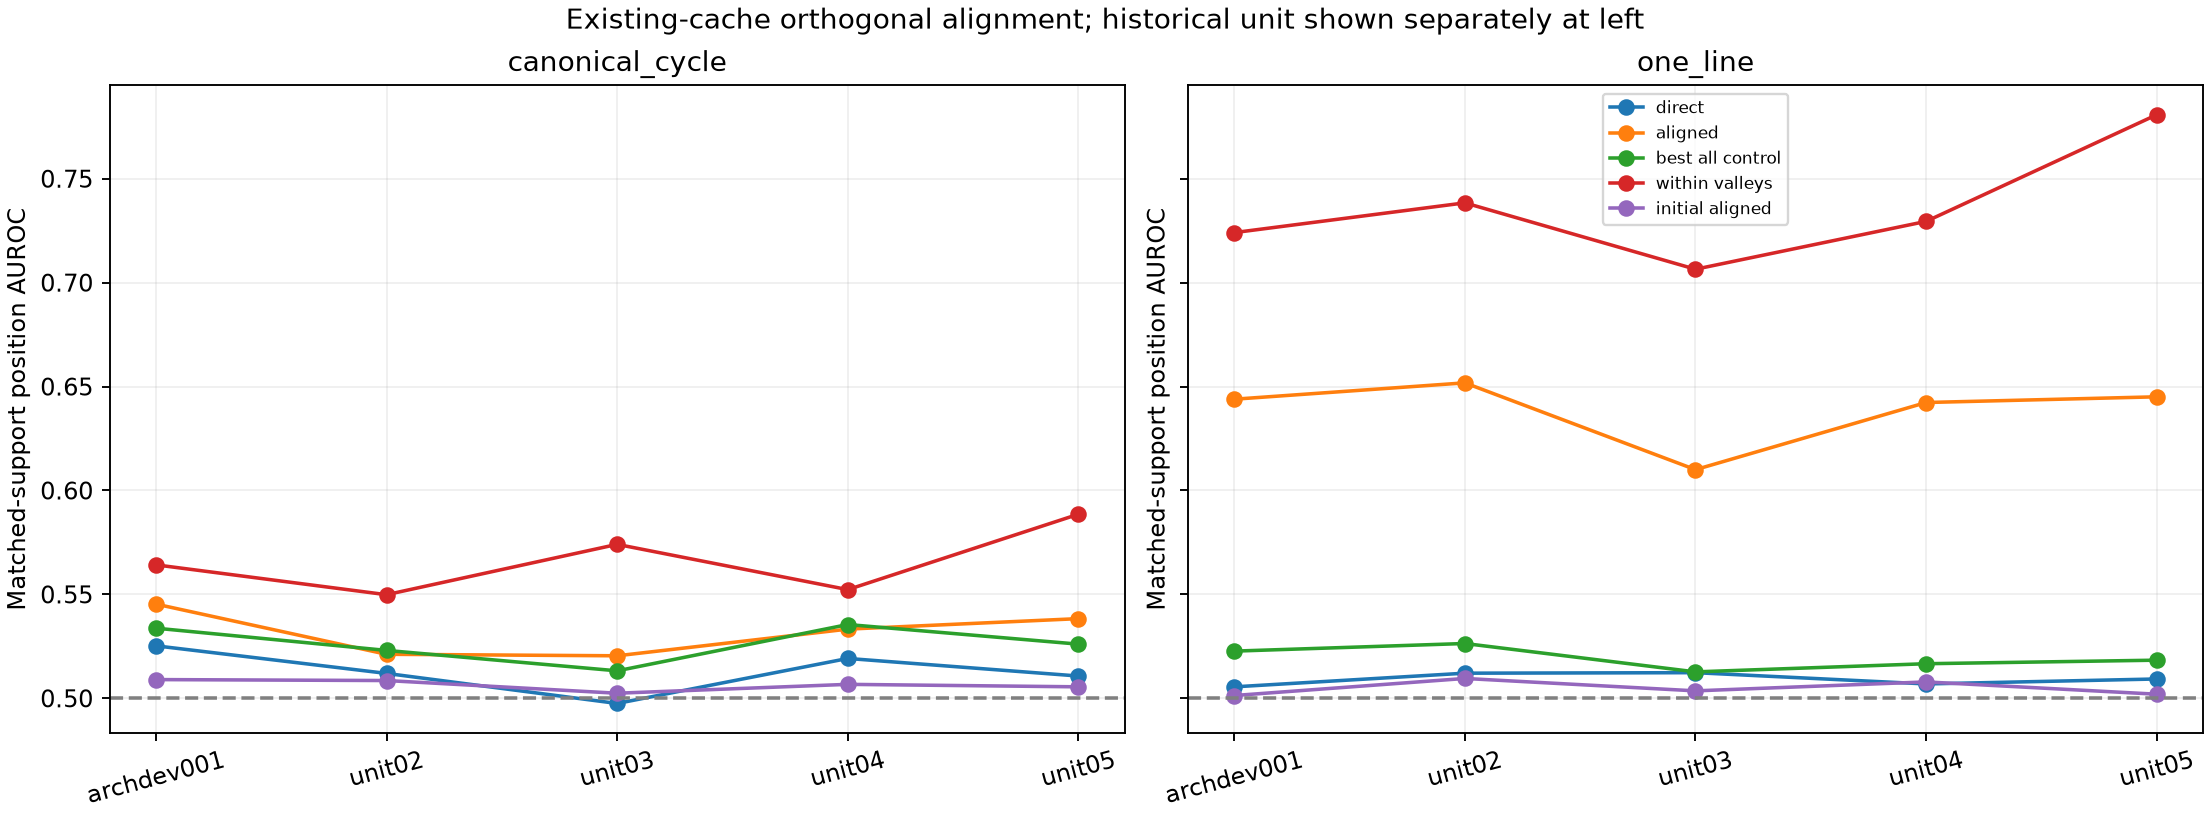 Existing-cache orthogonal alignment; historical unit shown separately at left
canonical_cycle
Matched-support position AUROC
0.75
0.70
0.65
0.60
0.55
0.50
archdev001
unit02
unit03
unit04
unit05
one_line
Matched-support position AUROC
direct
aligned
best all control
within valleys
initial aligned
archdev001
unit02
unit03
unit04
unit05